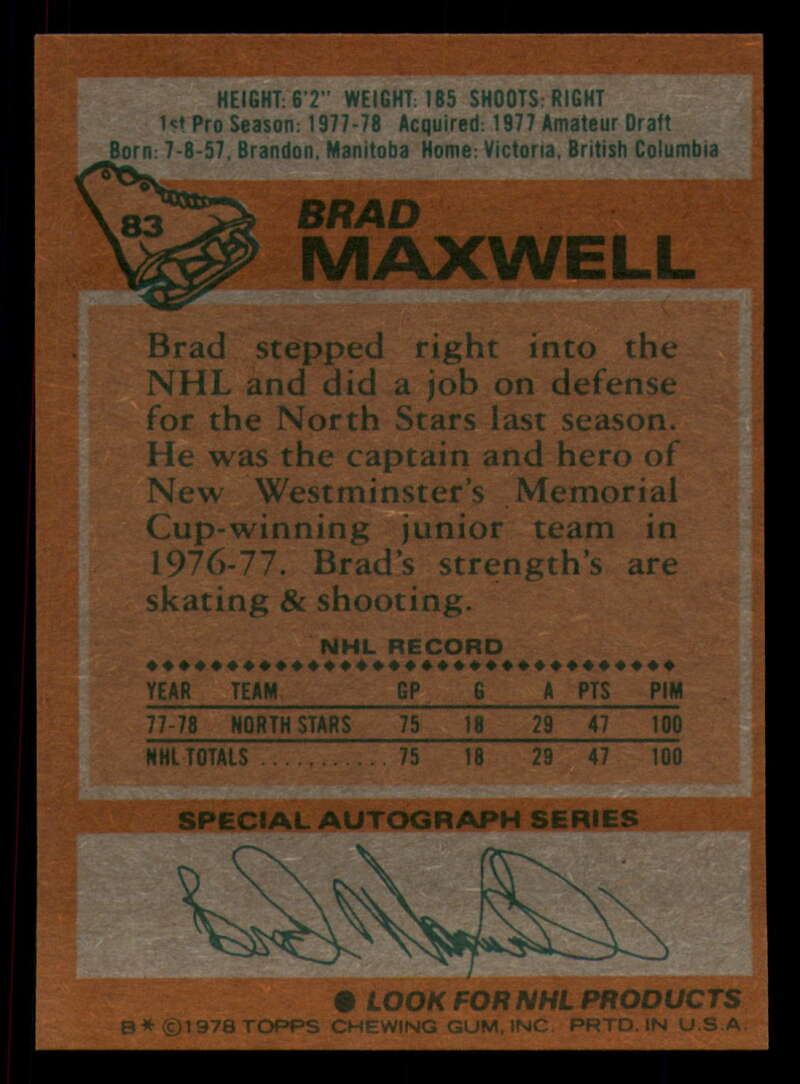 HEIGHT: 6'2" WEIGHT: 185 SHOOTS: RIGHT
1st Pro Season: 1977-78 Acquired: 1977 Amateur Draft
Born: 7-8-57, Brandon, Manitoba Home: Victoria, British Columbia
83
BRAD
MAXWELL
Brad stepped right into the
NHL and did a job on defense
for the North Stars last season.
He was the captain and hero of
New Westminster's Memorial
Cup-winning junior team in
1976-77. Brad's strength's are
skating & shooting.
NHL RECORD
YEAR TEAM GP G A PTS PIM
77-78 NORTH STARS 75 18 29 47 100
NHL TOTALS ........... 75 18 29 47 100
SPECIAL AUTOGRAPH SERIES
Brad Maxwell
● LOOK FOR NHL PRODUCTS
B* ©1978 TOPPS CHEWING GUM, INC. PRTD. IN U.S.A.